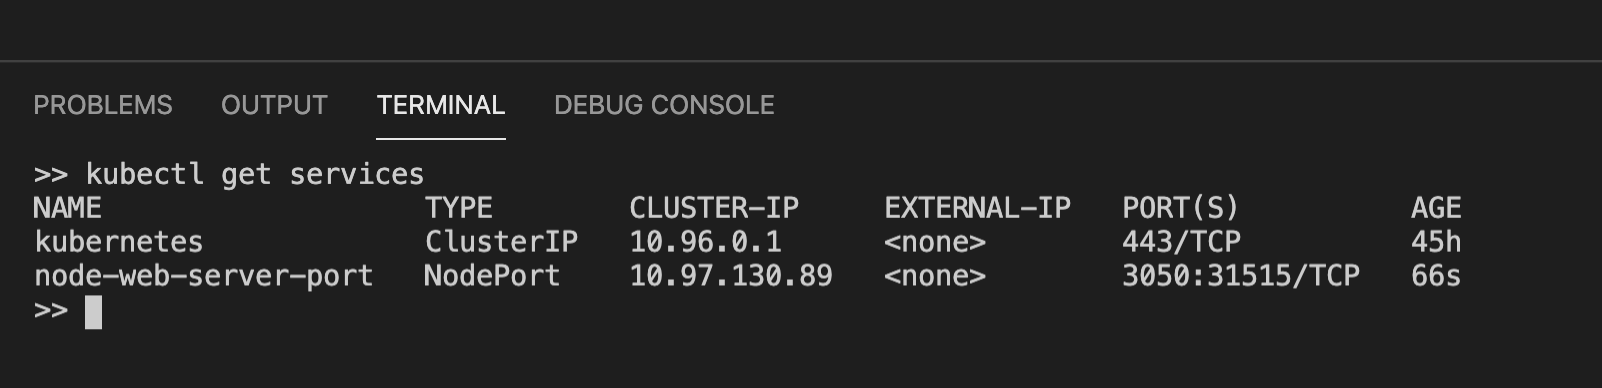 PROBLEMS OUTPUT TERMINAL DEBUG CONSOLE
>> kubectl get services
NAME TYPE CLUSTER-IP EXTERNAL-IP PORT(S) AGE
kubernetes ClusterIP 10.96.0.1 <none> 443/TCP 45h
node-web-server-port NodePort 10.97.130.89 <none> 3050:31515/TCP 66s
>>